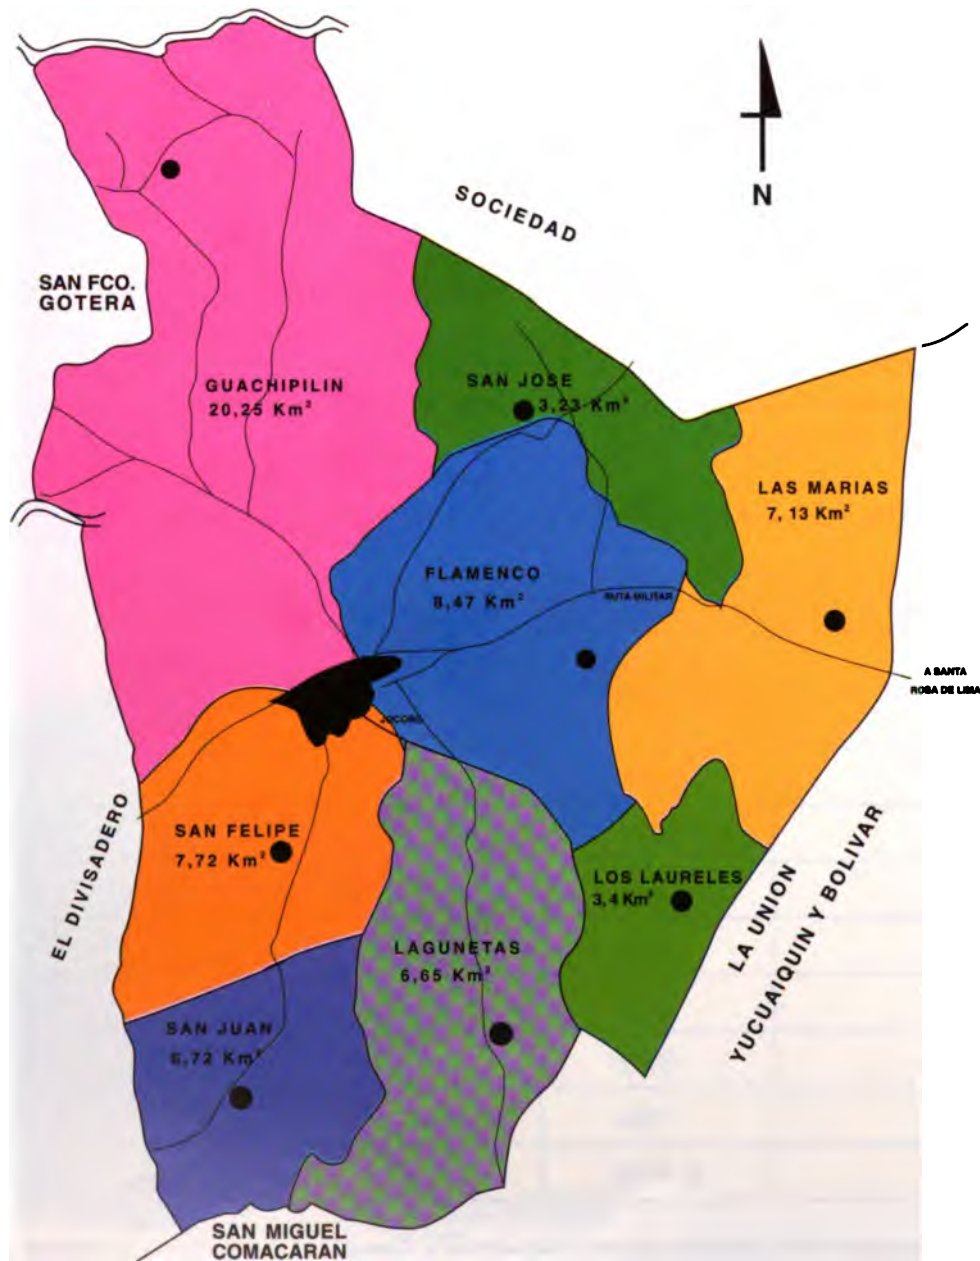 N
SOCIEDAD
SAN FCO.
GOTERA
GUACHIPILIN
20,25 Km²
SAN JOSE
3,23 Km²
LAS MARIAS
7, 13 Km²
FLAMENCO
8,47 Km²
RUTA MILITAR
A SANTA
ROSA DE LIMA
JOCORO
EL DIVISADERO
SAN FELIPE
7,72 Km²
LOS LAURELES
3,4 Km²
LAGUNETAS
6,65 Km²
LA UNION
YUCUAIQUIN Y BOLIVAR
SAN JUAN
6,72 Km²
SAN MIGUEL
COMACARAN